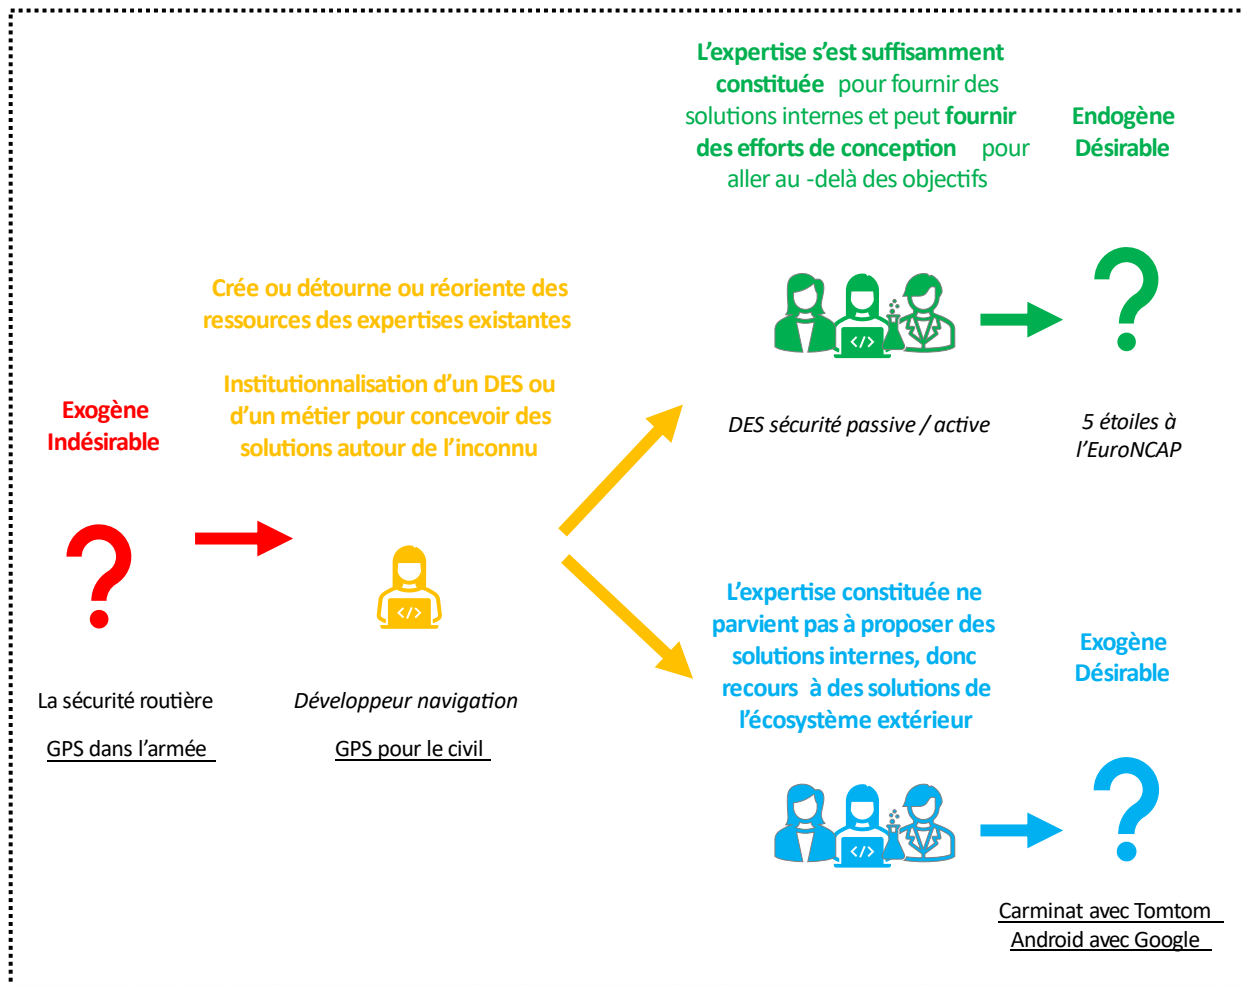 L'expertise s'est suffisamment
constituée pour fournir des
solutions internes et peut fournir
des efforts de conception pour
aller au -delà des objectifs
Endogène
Désirable
Crée ou détourne ou réoriente des
ressources des expertises existantes
Institutionnalisation d'un DES ou
d'un métier pour concevoir des
solutions autour de l'inconnu
Exogène
Indésirable
</>
DES sécurité passive / active
5 étoiles à
l'EuroNCAP
</>
La sécurité routière
GPS dans l'armée
Développeur navigation
GPS pour le civil
L'expertise constituée ne
parvient pas à proposer des
solutions internes, donc
recours à des solutions de
l'écosystème extérieur
Exogène
Désirable
</>
Carminat avec Tomtom
Android avec Google